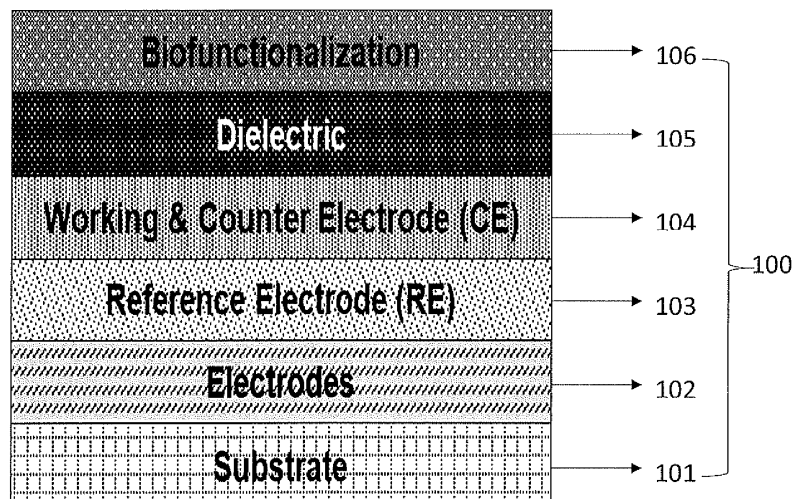 Biofunctionalization 106
Dielectric 105
Working & Counter Electrode (CE) 104
100
Reference Electrode (RE) 103
Electrodes 102
Substrate 101